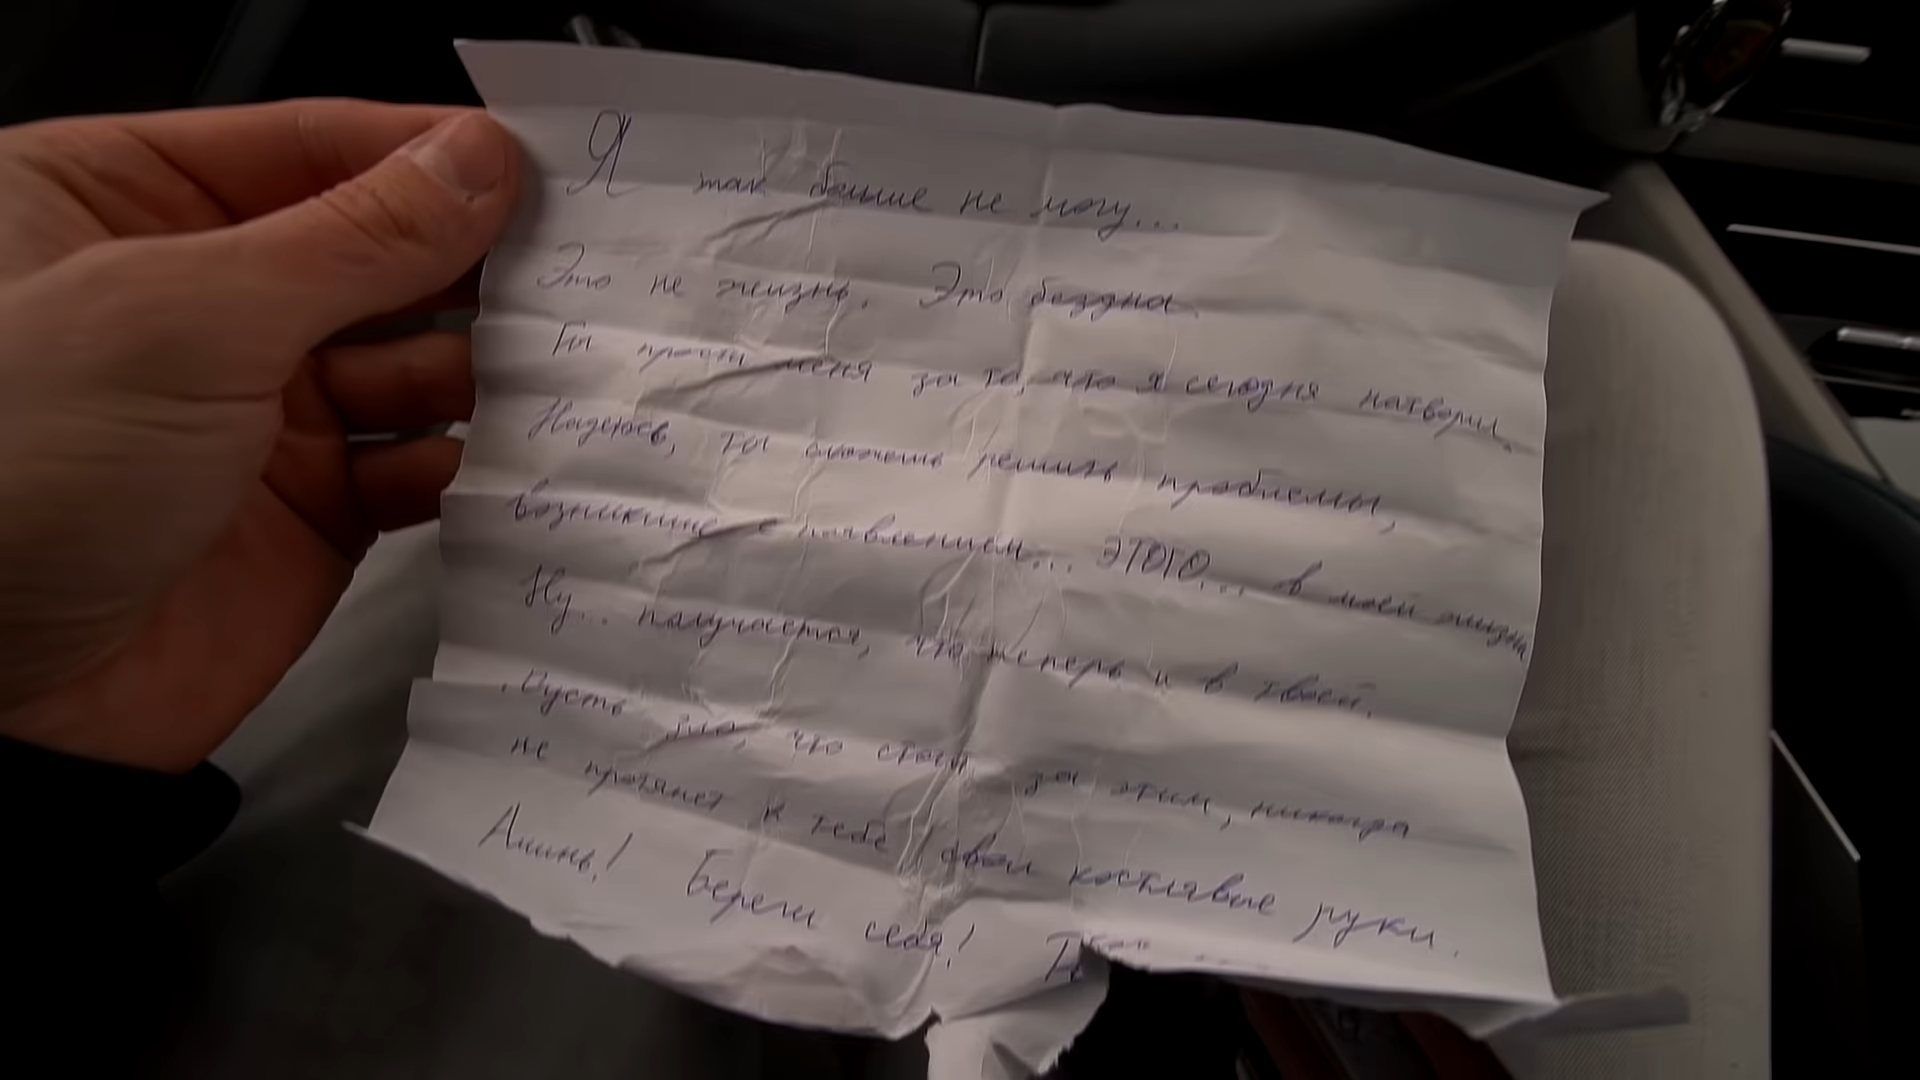 Я так больше не могу...
Это не жизнь. Это бездна.
Ты прости меня за то, что я сегодня натворил.
Надеюсь, ты сможешь решить проблемы,
возникшие с появлением... ЭТОГО... в моей жизни
Ну... получается, что теперь и в твоей.
Пусть зло, что стоит за этим, никогда
не протянет к тебе свои костлявые руки.
Аминь! Береги себя!